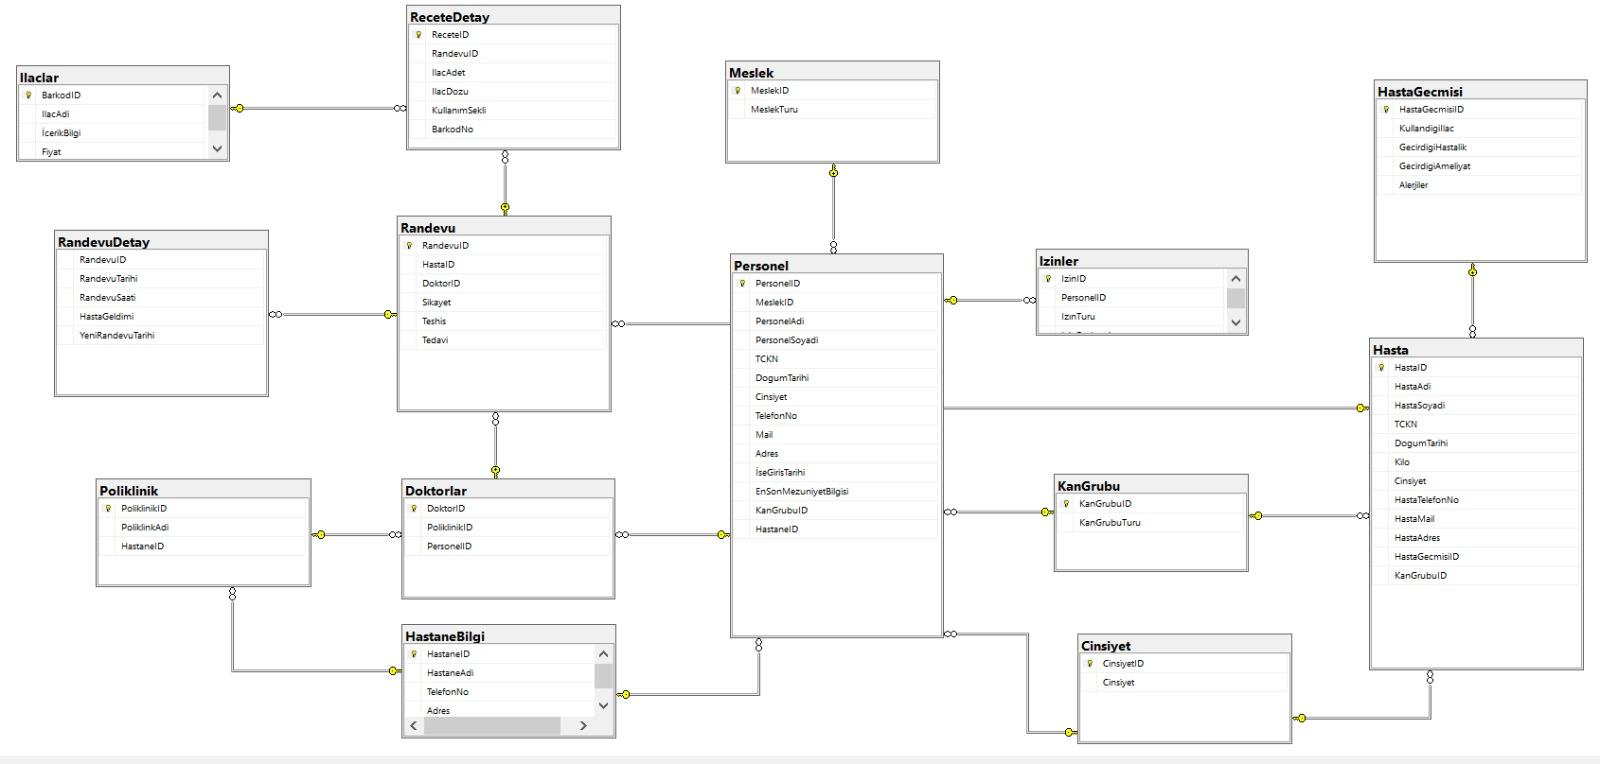 ReceteDetay
ReceteID
RandevuID
IlacAdet
IlacDozu
KullanımSekli
BarkodNo
Ilaclar
BarkodID
IlacAdi
İcerikBilgi
Fiyat
Meslek
MeslekID
MeslekTuru
HastaGecmisi
HastaGecmisiID
KullandigiIlac
GecirdigiHastalik
GecirdigiAmeliyat
Alerjiler
RandevuDetay
RandevuID
RandevuTarihi
RandevuSaati
HastaGeldimi
YeniRandevuTarihi
Randevu
RandevuID
HastaID
DoktorID
Sikayet
Teshis
Tedavi
Personel
PersonelID
MeslekID
PersonelAdi
PersonelSoyadi
TCKN
DogumTarihi
Cinsiyet
TelefonNo
Mail
Adres
İseGirisTarihi
EnSonMezuniyetBilgisi
KanGrubuID
HastaneID
Izinler
IzinID
PersonelID
IzınTuru
Hasta
HastaID
HastaAdi
HastaSoyadi
TCKN
DogumTarihi
Kilo
Cinsiyet
HastaTelefonNo
HastaMail
HastaAdres
HastaGecmisiID
KanGrubuID
Poliklinik
PoliklinikID
PoliklinkAdi
HastaneID
Doktorlar
DoktorID
PoliklinikID
PersonelID
KanGrubu
KanGrubuID
KanGrubuTuru
HastaneBilgi
HastaneID
HastaneAdi
TelefonNo
Adres
Cinsiyet
CinsiyetID
Cinsiyet